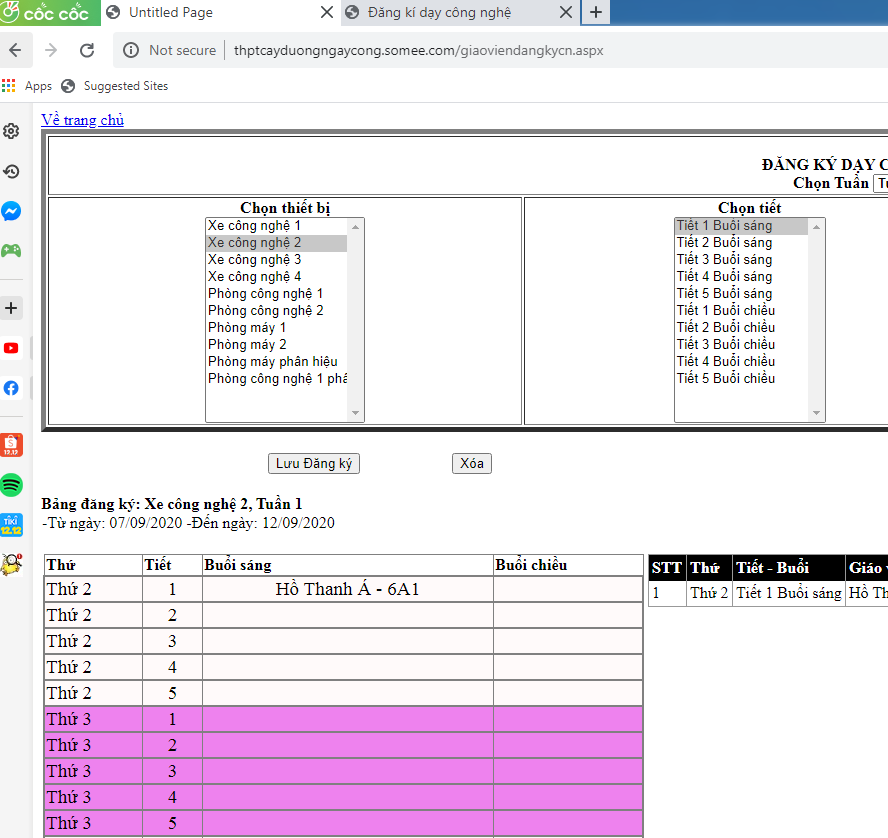 cốc cốc Untitled Page Đăng kí dạy công nghệ
Not secure thptcayduongngaycong.somee.com/giaoviendangkycn.aspx
Apps Suggested Sites
Về trang chủ
ĐĂNG KÝ DẠY C
Chọn Tuần Tu
Chọn thiết bị
Xe công nghệ 1
Xe công nghệ 2
Xe công nghệ 3
Xe công nghệ 4
Phòng công nghệ 1
Phòng công nghệ 2
Phòng máy 1
Phòng máy 2
Phòng máy phân hiệu
Phòng công nghệ 1 phâ
Chọn tiết
Tiết 1 Buổi sáng
Tiết 2 Buổi sáng
Tiết 3 Buổi sáng
Tiết 4 Buổi sáng
Tiết 5 Buổi sáng
Tiết 1 Buổi chiều
Tiết 2 Buổi chiều
Tiết 3 Buổi chiều
Tiết 4 Buổi chiều
Tiết 5 Buổi chiều
Lưu Đăng ký Xóa
Bảng đăng ký: Xe công nghệ 2, Tuần 1
-Từ ngày: 07/09/2020 -Đến ngày: 12/09/2020
Thứ Tiết Buổi sáng Buổi chiều
Thứ 2 1 Hồ Thanh Á - 6A1
Thứ 2 2
Thứ 2 3
Thứ 2 4
Thứ 2 5
Thứ 3 1
Thứ 3 2
Thứ 3 3
Thứ 3 4
Thứ 3 5
STT Thứ Tiết - Buổi Giáo v
1 Thứ 2 Tiết 1 Buổi sáng Hồ Th
12.12
TIKI
12.12